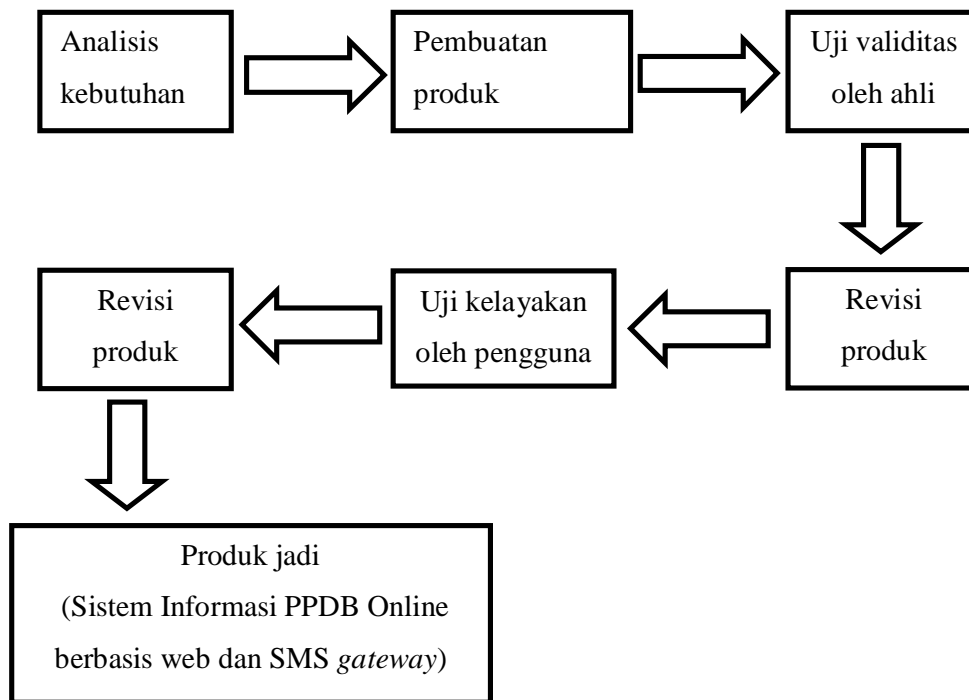 Analisis
kebutuhan
Pembuatan
produk
Uji validitas
oleh ahli
Revisi
produk
Uji kelayakan
oleh pengguna
Revisi
produk
Produk jadi
(Sistem Informasi PPDB Online
berbasis web dan SMS gateway)